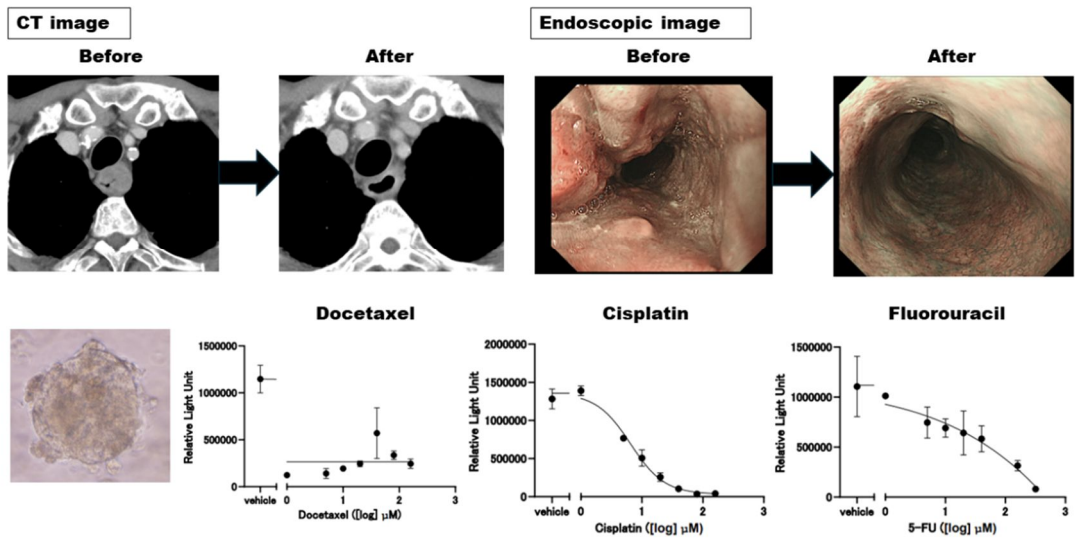 CT image
Endoscopic image
Before
After
Before
After
Docetaxel
Relative Light Unit
1500000
1000000
500000
0
vehicle
0
1
2
3
Docetaxel ([log] μM)
Cisplatin
Relative Light Unit
2000000
1500000
1000000
500000
0
vehicle
0
1
2
3
Cisplatin ([log] μM)
Fluorouracil
Relative Light Unit
1500000
1000000
500000
0
vehicle
0
1
2
3
5-FU ([log] μM)